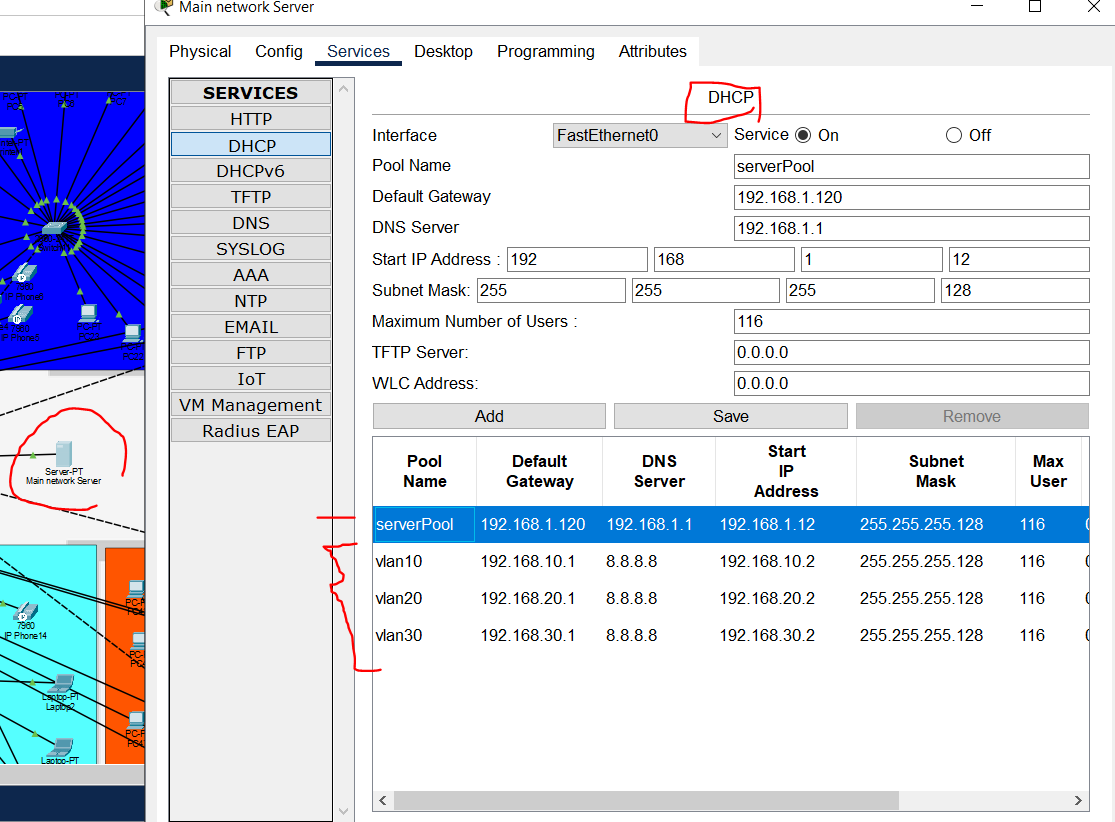 Main network Server
Physical Config Services Desktop Programming Attributes
SERVICES
HTTP
DHCP
DHCPv6
TFTP
DNS
SYSLOG
AAA
NTP
EMAIL
FTP
IoT
VM Management
Radius EAP
DHCP
Interface FastEthernet0 Service On Off
Pool Name serverPool
Default Gateway 192.168.1.120
DNS Server 192.168.1.1
Start IP Address : 192 168 1 12
Subnet Mask: 255 255 255 128
Maximum Number of Users : 116
TFTP Server: 0.0.0.0
WLC Address: 0.0.0.0
Add Save Remove
Pool Name Default Gateway DNS Server Start IP Address Subnet Mask Max User
serverPool 192.168.1.120 192.168.1.1 192.168.1.12 255.255.255.128 116
vlan10 192.168.10.1 8.8.8.8 192.168.10.2 255.255.255.128 116
vlan20 192.168.20.1 8.8.8.8 192.168.20.2 255.255.255.128 116
vlan30 192.168.30.1 8.8.8.8 192.168.30.2 255.255.255.128 116
Server-PT
Main network Server
7960
IP Phone14
Laptop-PT
Laptop2
Laptop-PT